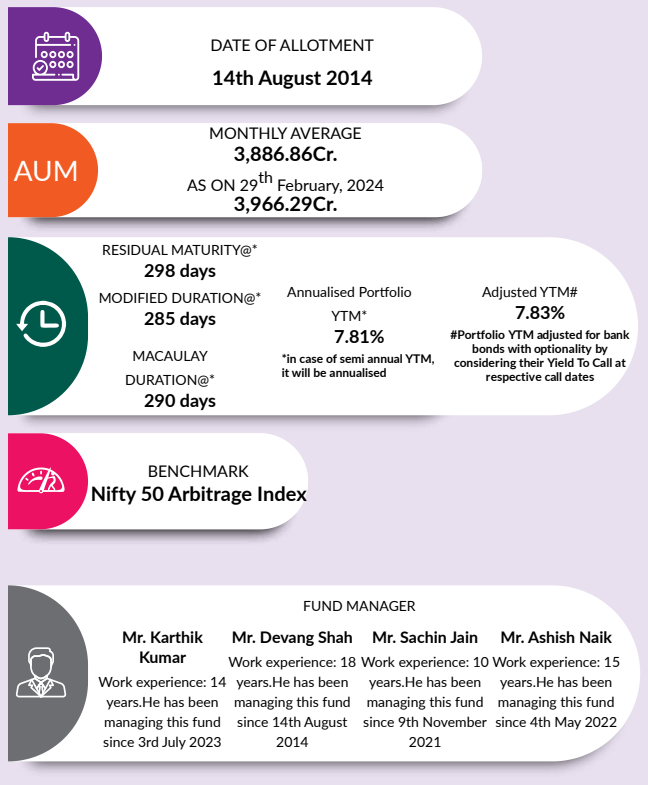 DATE OF ALLOTMENT
14th August 2014
AUM
MONTHLY AVERAGE
3,886.86Cr.
AS ON 29th February, 2024
3,966.29Cr.
RESIDUAL MATURITY@*
298 days
MODIFIED DURATION@*
285 days
MACAULAY
DURATION@*
290 days
Annualised Portfolio
YTM*
7.81%
*in case of semi annual YTM,
it will be annualised
Adjusted YTM#
7.83%
#Portfolio YTM adjusted for bank
bonds with optionality by
considering their Yield To Call at
respective call dates
BENCHMARK
Nifty 50 Arbitrage Index
FUND MANAGER
Mr. Karthik
Kumar
Work experience: 14
years.He has been
managing this fund
since 3rd July 2023
Mr. Devang Shah
Work experience: 18
years.He has been
managing this fund
since 14th August
2014
Mr. Sachin Jain
Work experience: 10
years.He has been
managing this fund
since 9th November
2021
Mr. Ashish Naik
Work experience: 15
years.He has been
managing this fund
since 4th May 2022